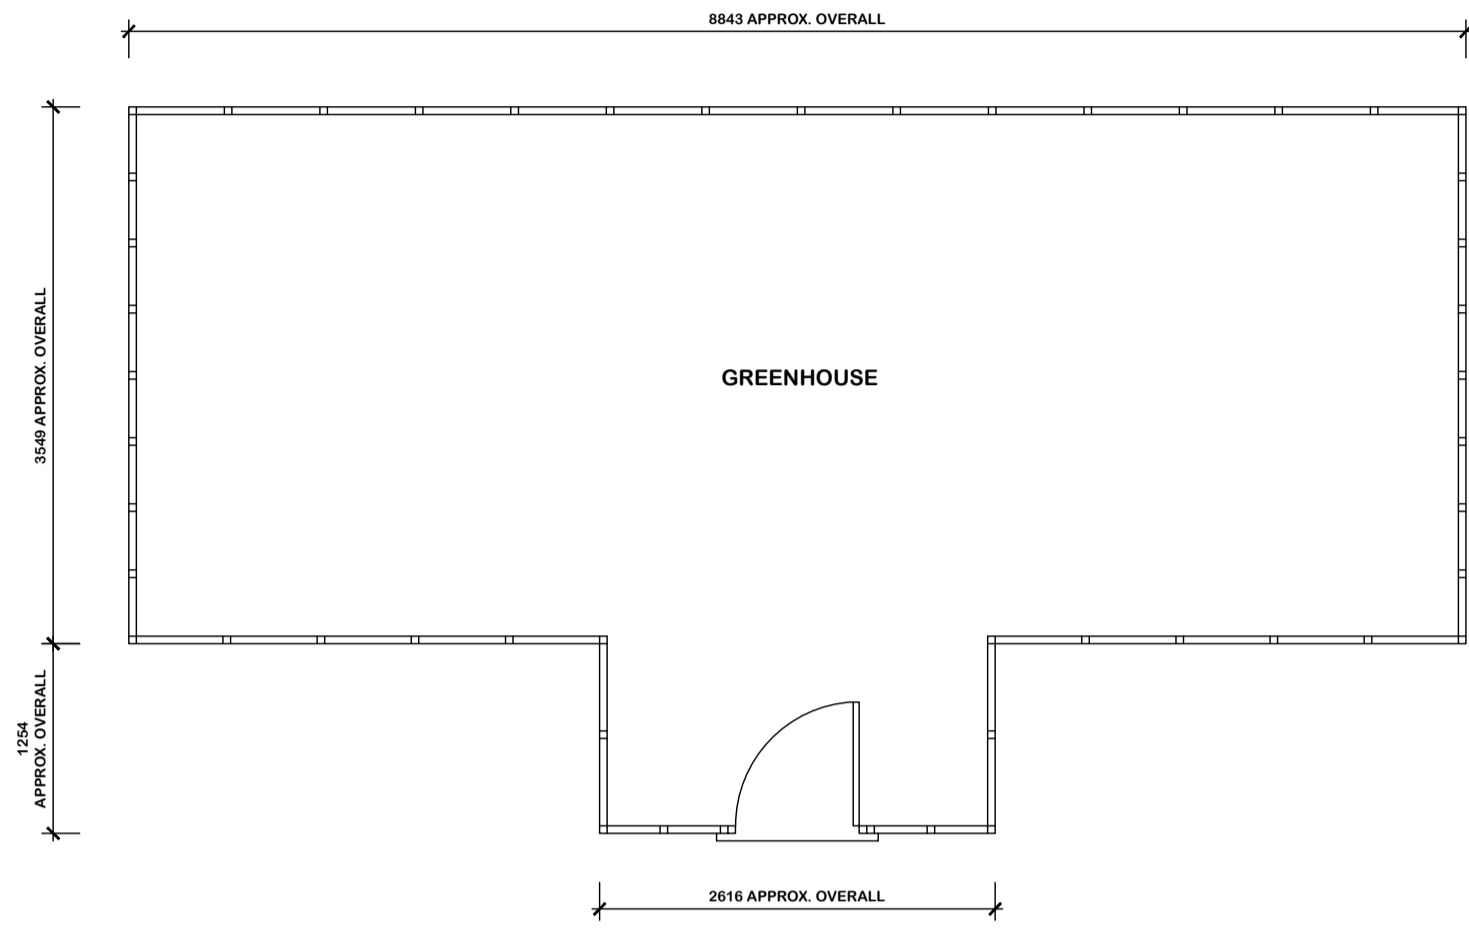 8843 APPROX. OVERALL
3549 APPROX. OVERALL
GREENHOUSE
1254
APPROX. OVERALL
2616 APPROX. OVERALL